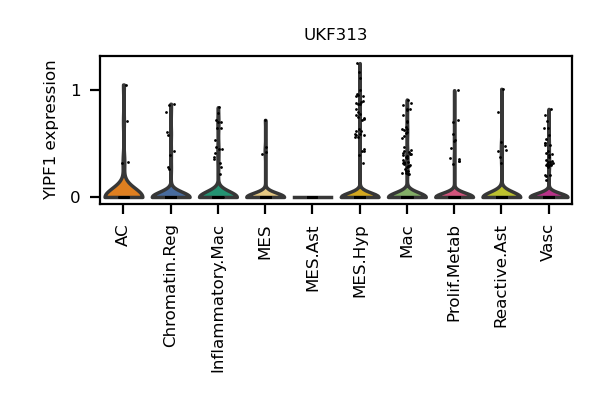 UKF313
YIPF1 expression
1
0
AC
Chromatin.Reg
Inflammatory.Mac
MES
MES.Ast
MES.Hyp
Mac
Prolif.Metab
Reactive.Ast
Vasc